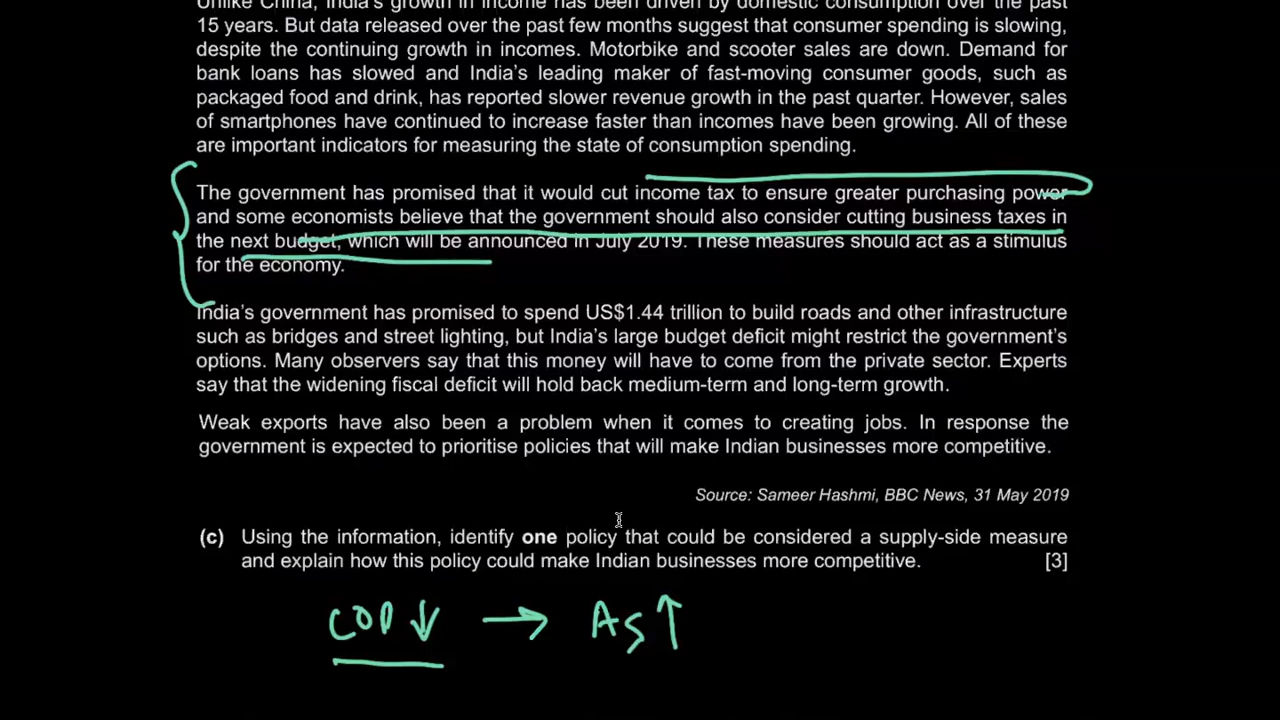 Unlike China, India's growth in income has been driven by domestic consumption over the past
15 years. But data released over the past few months suggest that consumer spending is slowing,
despite the continuing growth in incomes. Motorbike and scooter sales are down. Demand for
bank loans has slowed and India's leading maker of fast-moving consumer goods, such as
packaged food and drink, has reported slower revenue growth in the past quarter. However, sales
of smartphones have continued to increase faster than incomes have been growing. All of these
are important indicators for measuring the state of consumption spending.
The government has promised that it would cut income tax to ensure greater purchasing power
and some economists believe that the government should also consider cutting business taxes in
the next budget, which will be announced in July 2019. These measures should act as a stimulus
for the economy.
India's government has promised to spend US$1.44 trillion to build roads and other infrastructure
such as bridges and street lighting, but India's large budget deficit might restrict the government's
options. Many observers say that this money will have to come from the private sector. Experts
say that the widening fiscal deficit will hold back medium-term and long-term growth.
Weak exports have also been a problem when it comes to creating jobs. In response the
government is expected to prioritise policies that will make Indian businesses more competitive.
Source: Sameer Hashmi, BBC News, 31 May 2019
(c) Using the information, identify one policy that could be considered a supply-side measure
and explain how this policy could make Indian businesses more competitive. [3]
COP ↓ → AS ↑